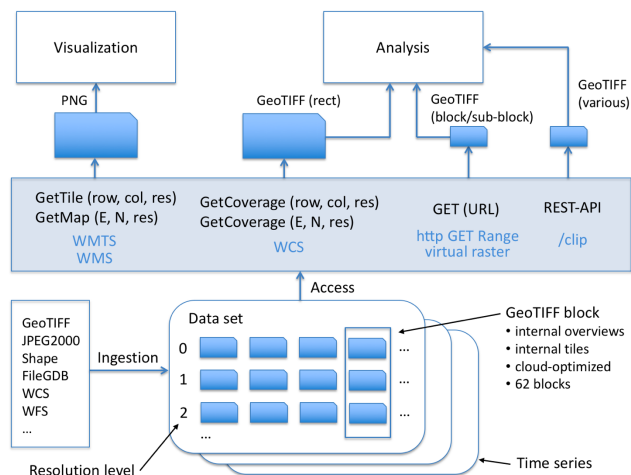 Visualization
Analysis
PNG
GeoTIFF (rect)
GeoTIFF
(block/sub-block)
GeoTIFF
(various)
GetTile (row, col, res)
GetMap (E, N, res)
WMTS
WMS
GetCoverage (row, col, res)
GetCoverage (E, N, res)
WCS
GET (URL)
http GET Range
virtual raster
REST-API
/clip
Access
GeoTIFF
JPEG2000
Shape
FileGDB
WCS
WFS
...
Ingestion
Data set
0
...
1
...
2
...
...
GeoTIFF block
• internal overviews
• internal tiles
• cloud-optimized
• 62 blocks
Resolution level
Time series